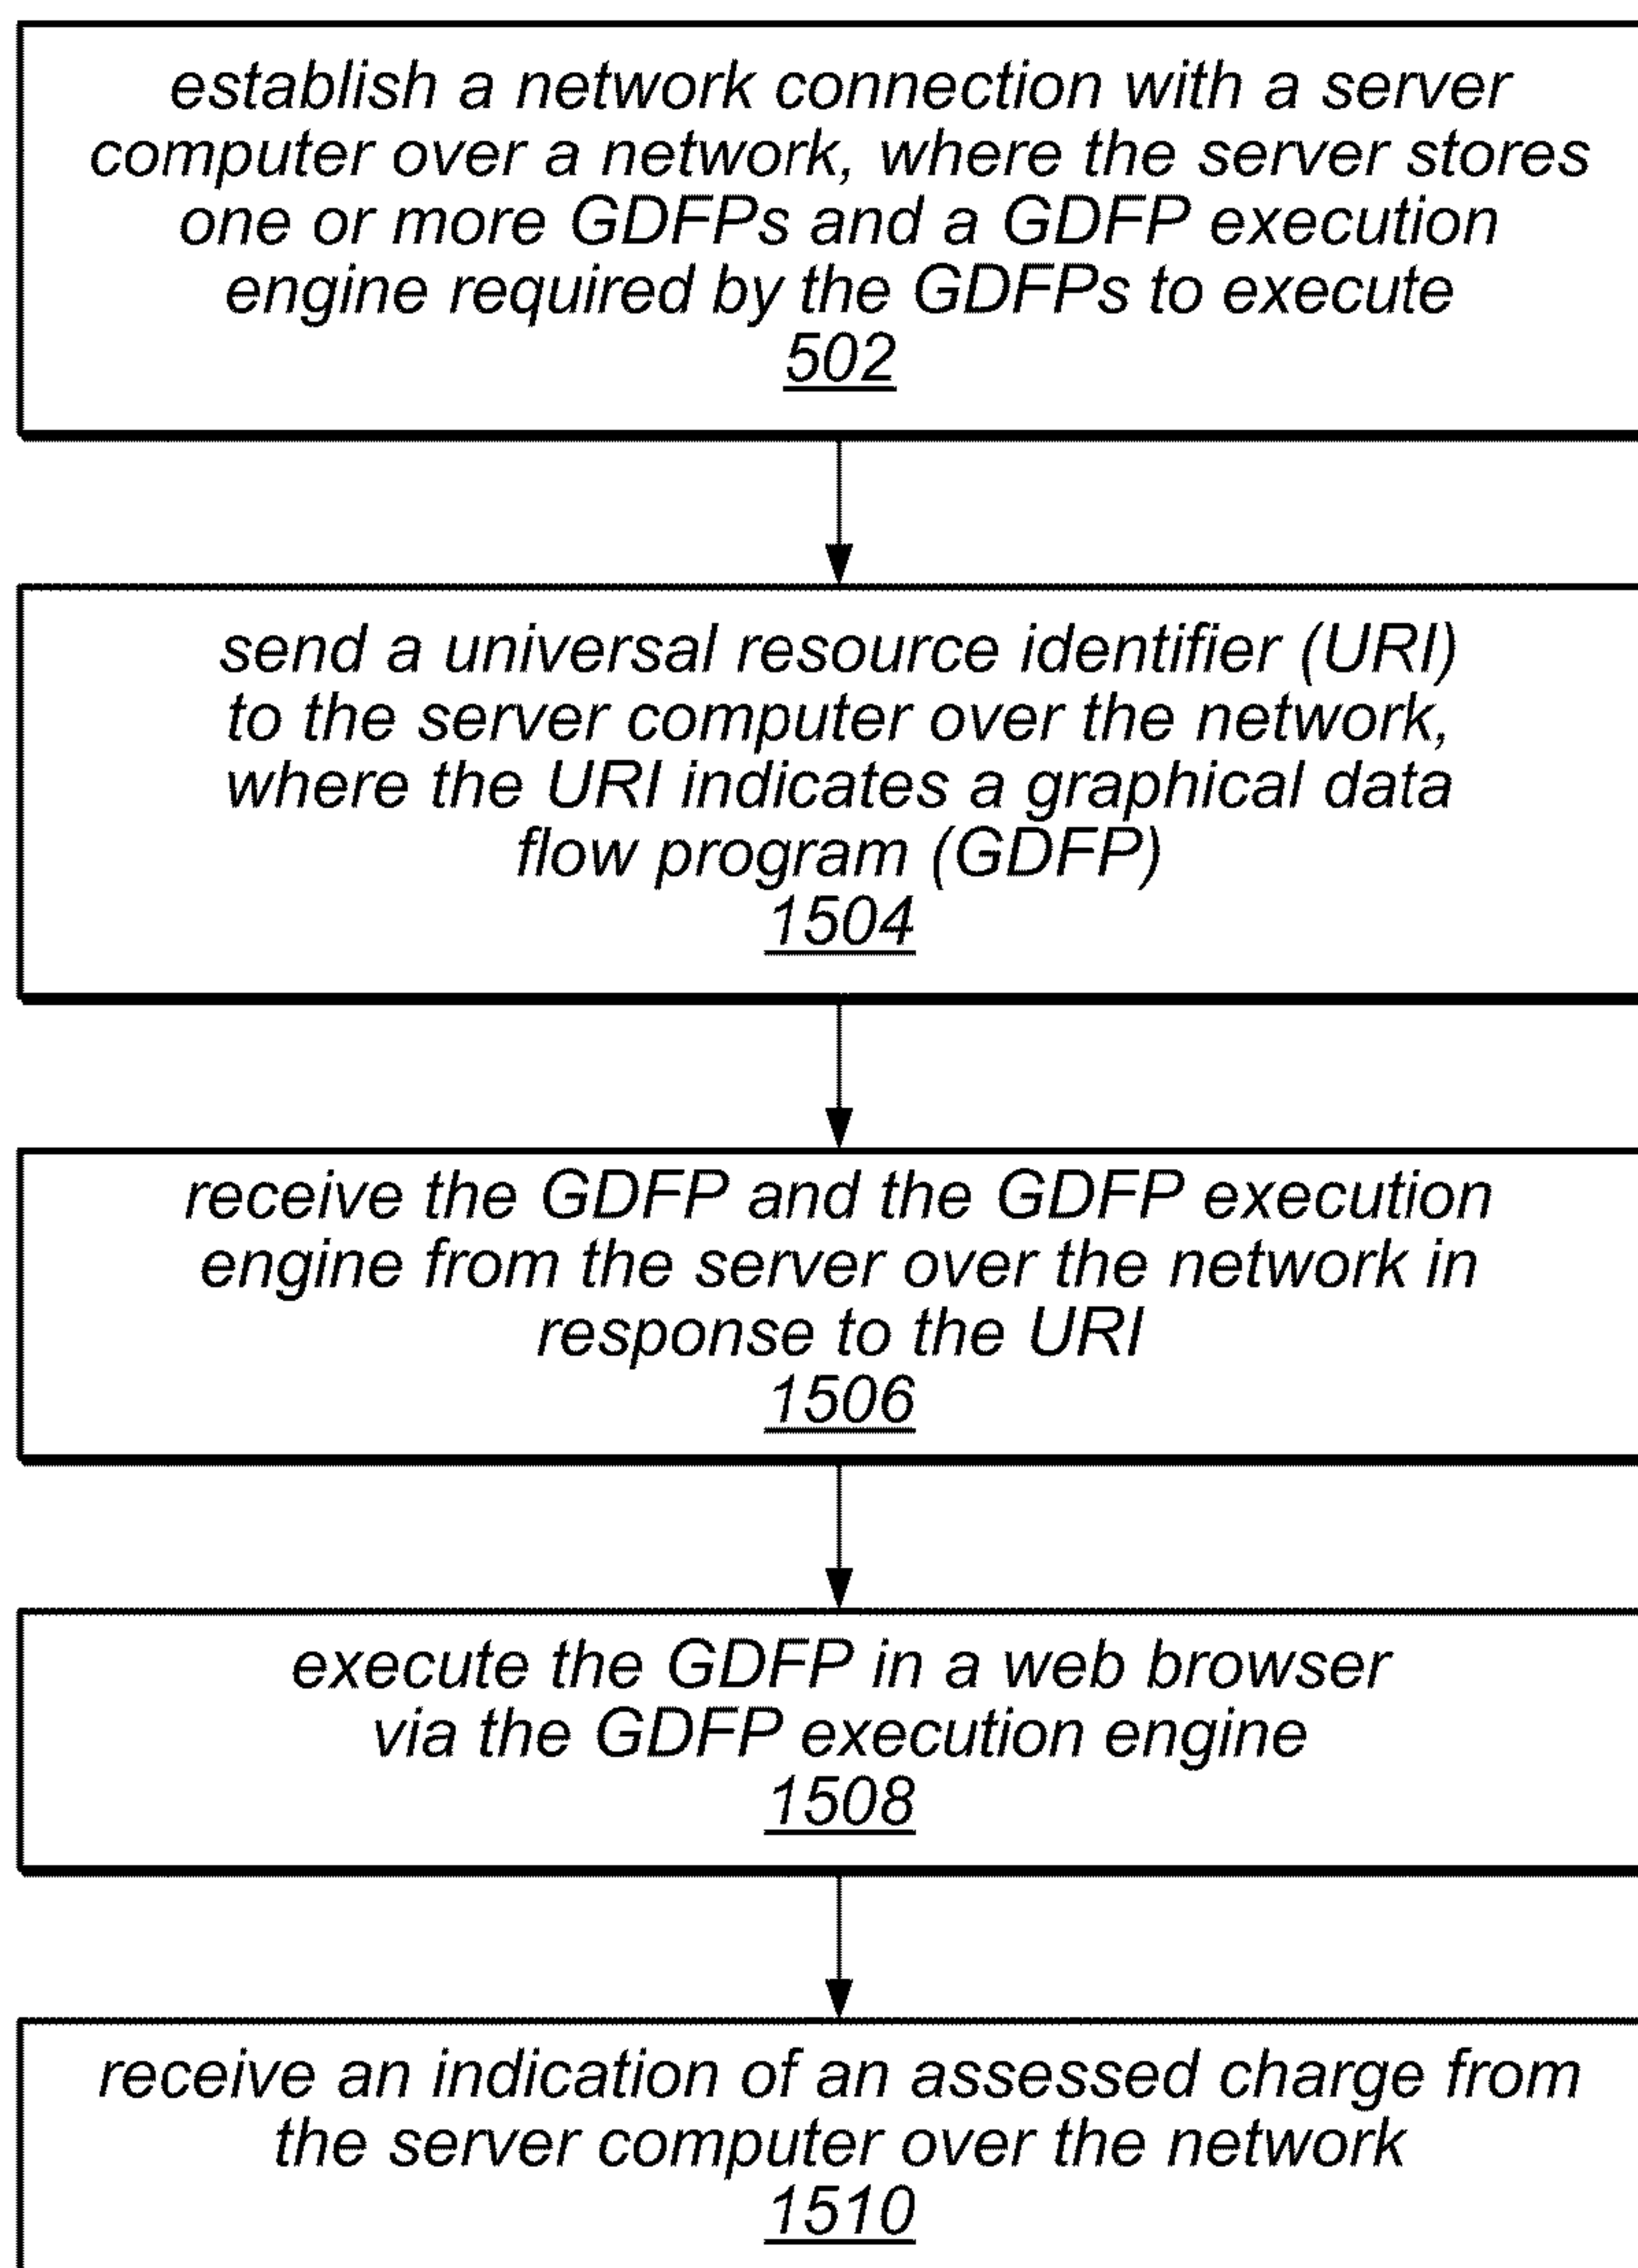 establish a network connection with a server
computer over a network, where the server stores
one or more GDFPs and a GDFP execution
engine required by the GDFPs to execute
502
send a universal resource identifier (URI)
to the server computer over the network,
where the URI indicates a graphical data
flow program (GDFP)
1504
receive the GDFP and the GDFP execution
engine from the server over the network in
response to the URI
1506
execute the GDFP in a web browser
via the GDFP execution engine
1508
receive an indication of an assessed charge from
the server computer over the network
1510